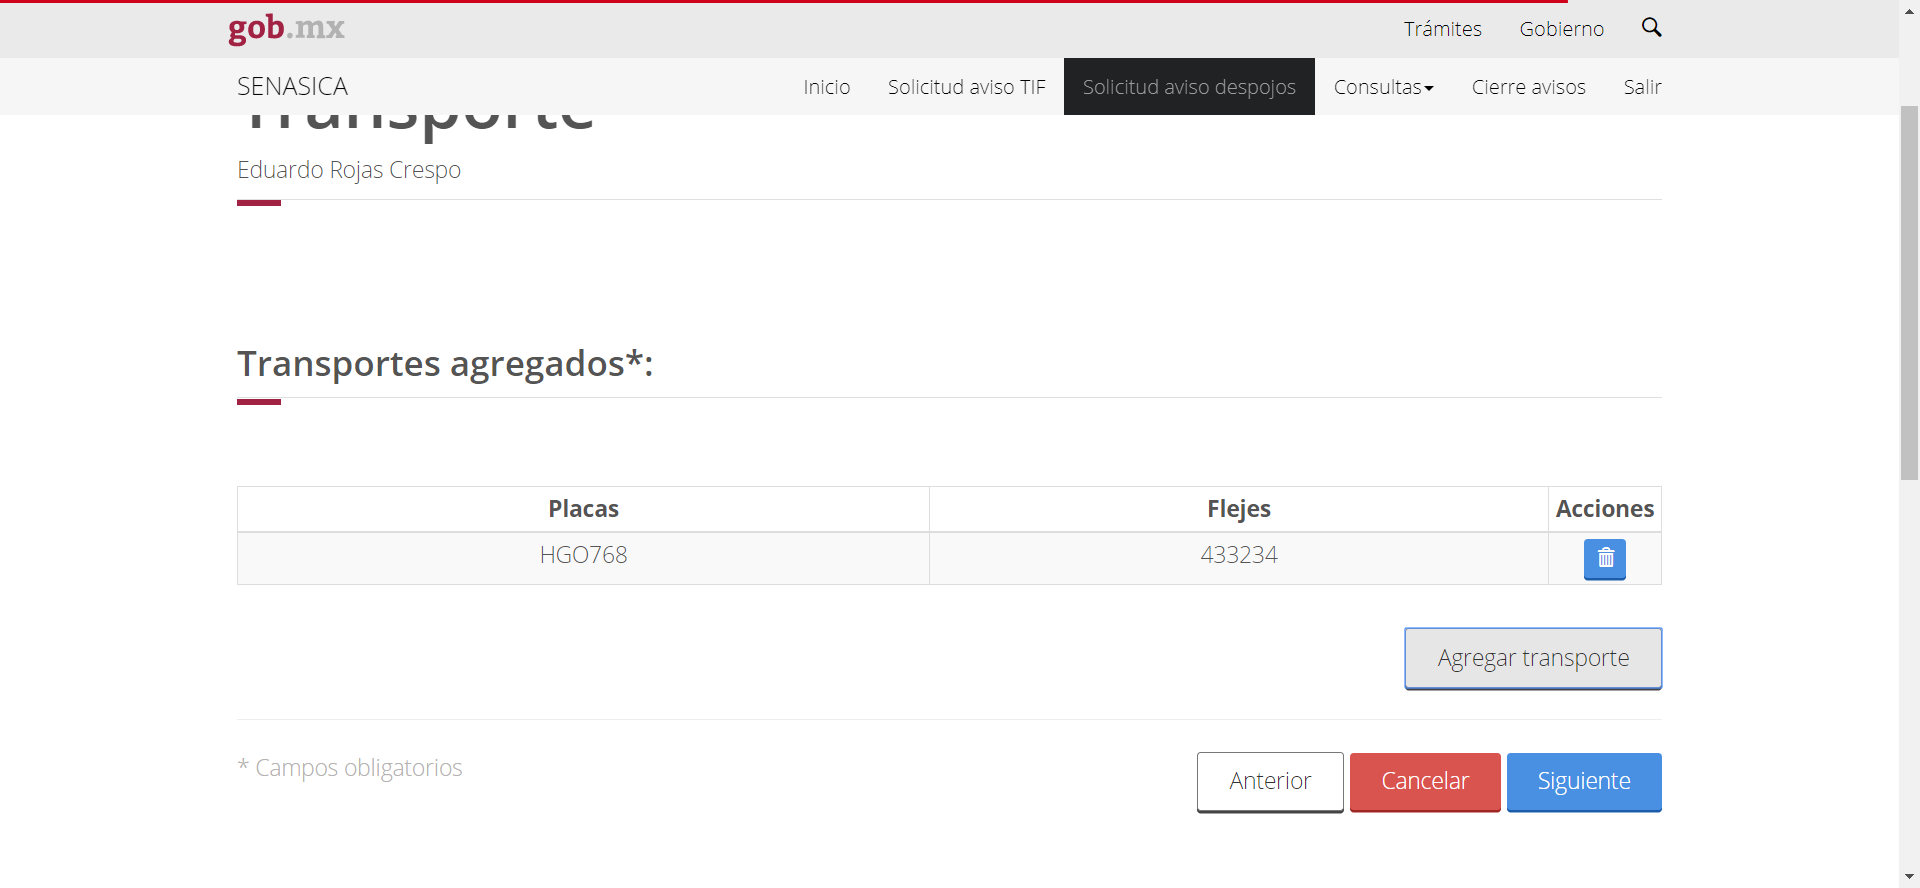 gob.mx
Trámites
Gobierno
SENASICA
Inicio
Solicitud aviso TIF
Solicitud aviso despojos
Consultas
Cierre avisos
Salir
Transporte
Eduardo Rojas Crespo
Transportes agregados*:
Placas
Flejes
Acciones
HGO768
433234
Agregar transporte
* Campos obligatorios
Anterior
Cancelar
Siguiente